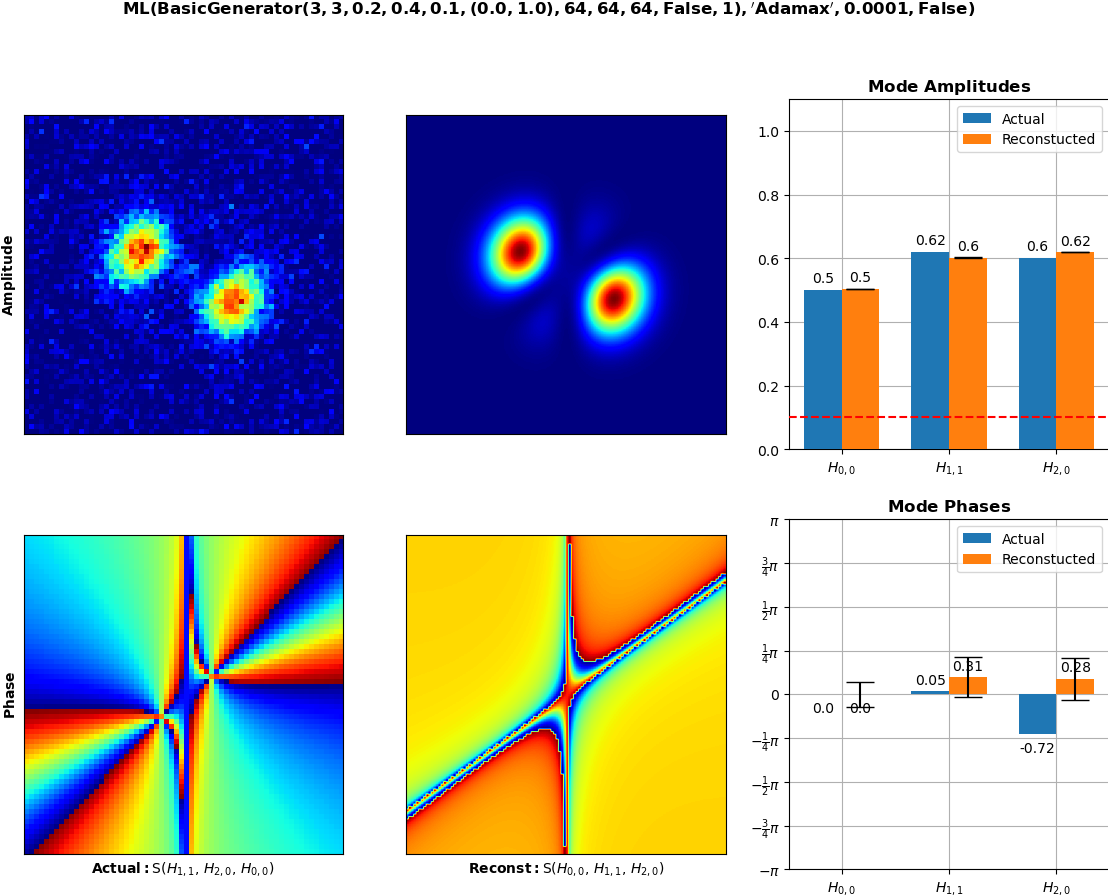 ML(BasicGenerator(3, 3, 0.2, 0.4, 0.1, (0.0, 1.0), 64, 64, 64, False, 1), 'Adamax', 0.0001, False)
Amplitude
Mode Amplitudes
Actual
Reconstucted
1.0
0.8
0.6
0.4
0.2
0.0
0.5
0.5
0.62
0.6
0.6
0.62
H0,0
H1,1
H2,0
Phase
Actual: S(H1,1, H2,0, H0,0)
Reconst: S(H0,0, H1,1, H2,0)
Mode Phases
Actual
Reconstucted
π
3/4π
1/2π
1/4π
0
−1/4π
−1/2π
−3/4π
−π
0.0
0.0
0.05
0.31
-0.72
0.28
H0,0
H1,1
H2,0